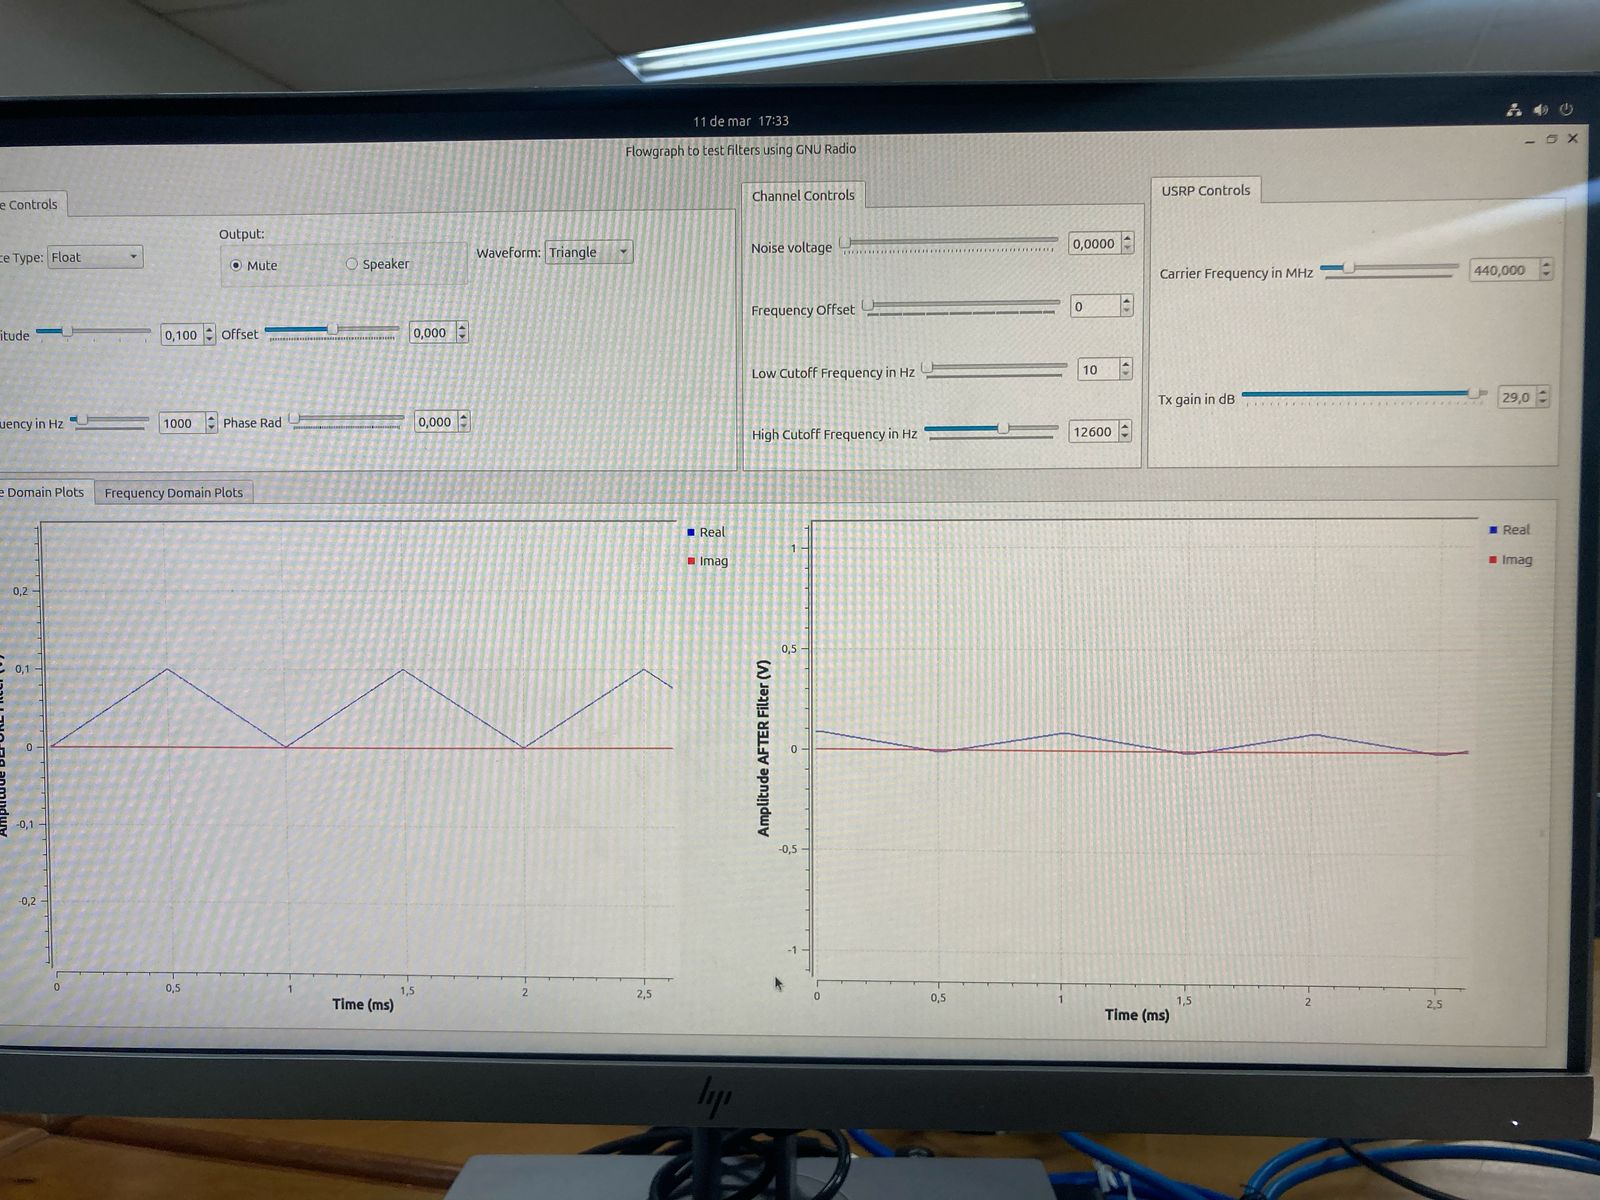 11 de mar 17:33
Flowgraph to test filters using GNU Radio
e Controls
Channel Controls
USRP Controls
ce Type: Float
Output:
Mute
Speaker
Waveform: Triangle
itude 0,100
Offset 0,000
uency in Hz 1000
Phase Rad 0,000
Noise voltage 0,0000
Frequency Offset 0
Low Cutoff Frequency in Hz 10
High Cutoff Frequency in Hz 12600
Carrier Frequency in MHz 440,000
Tx gain in dB 29,0
e Domain Plots
Frequency Domain Plots
Real
Imag
0,2
0,1
0
-0,1
-0,2
0 0,5 1 1,5 2 2,5
Time (ms)
Amplitude AFTER Filter (V)
Real
Imag
1
0,5
0
-0,5
-1
0 0,5 1 1,5 2 2,5
Time (ms)
hp